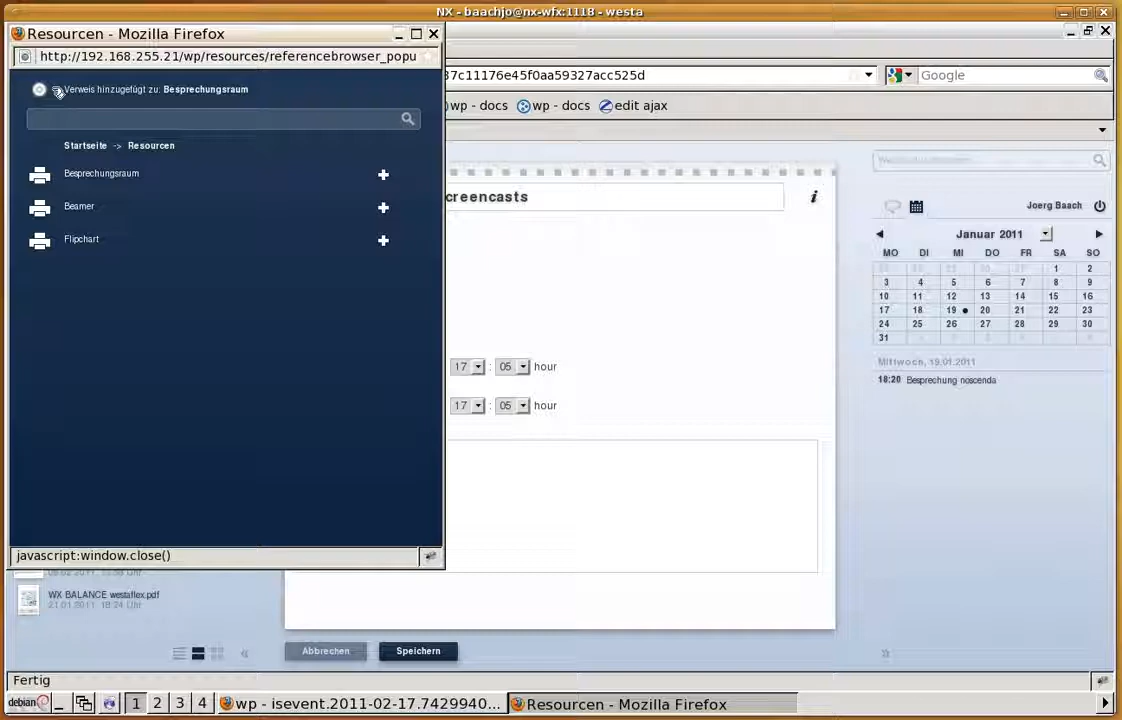 NX - baachjo@nx-wfx:1118 - westa
Resourcen - Mozilla Firefox
http://192.168.255.21/wp/resources/referencebrowser_popu
Verweis hinzugefügt zu: Besprechungsraum
Startseite -> Resourcen
Besprechungsraum
Beamer
Flipchart
javascript:window.close()
37c11176e45f0aa59327acc525d
Google
wp - docs
wp - docs
edit ajax
creencasts
i
17 : 05 hour
17 : 05 hour
Joerg Baach
Januar 2011
MO DI MI DO FR SA SO
1 2
3 4 5 6 7 8 9
10 11 12 13 14 15 16
17 18 19 20 21 22 23
24 25 26 27 28 29 30
31
Mittwoch, 19.01.2011
18:20 Besprechung noscenda
WX BALANCE westaflex.pdf
21.01.2011 18:24 Uhr
«
Abbrechen
Speichern
»
Fertig
debian
1 2 3 4
wp - isevent.2011-02-17.7429940...
Resourcen - Mozilla Firefox